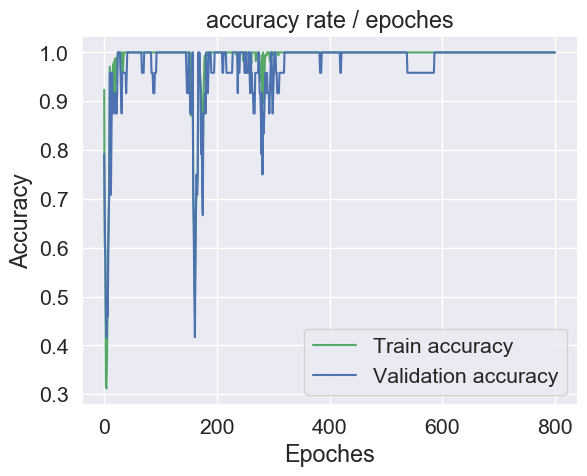 accuracy rate / epoches
1.0
0.9
0.8
0.7
0.6
0.5
0.4
0.3
Accuracy
Train accuracy
Validation accuracy
0 200 400 600 800
Epoches